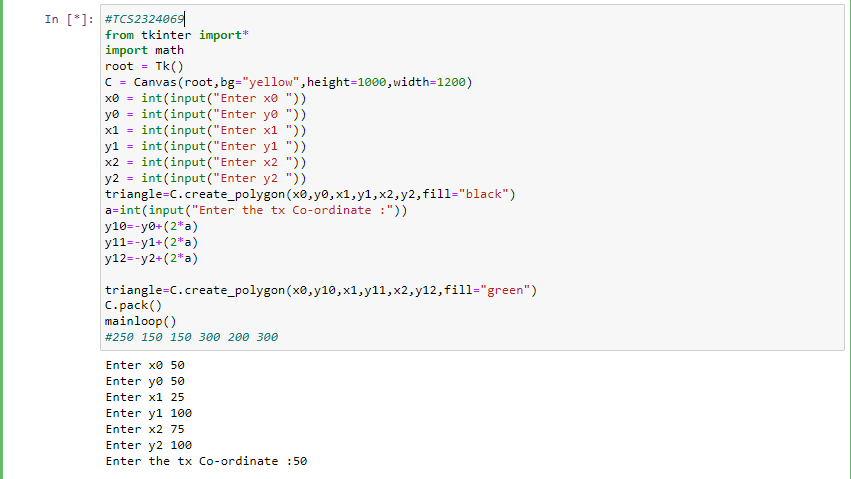 In [*]: #TCS2324069
from tkinter import*
import math
root = Tk()
C = Canvas(root,bg="yellow",height=1000,width=1200)
x0 = int(input("Enter x0 "))
y0 = int(input("Enter y0 "))
x1 = int(input("Enter x1 "))
y1 = int(input("Enter y1 "))
x2 = int(input("Enter x2 "))
y2 = int(input("Enter y2 "))
triangle=C.create_polygon(x0,y0,x1,y1,x2,y2,fill="black")
a=int(input("Enter the tx Co-ordinate :"))
y10=-y0+(2*a)
y11=-y1+(2*a)
y12=-y2+(2*a)
triangle=C.create_polygon(x0,y10,x1,y11,x2,y12,fill="green")
C.pack()
mainloop()
#250 150 150 300 200 300
Enter x0 50
Enter y0 50
Enter x1 25
Enter y1 100
Enter x2 75
Enter y2 100
Enter the tx Co-ordinate :50